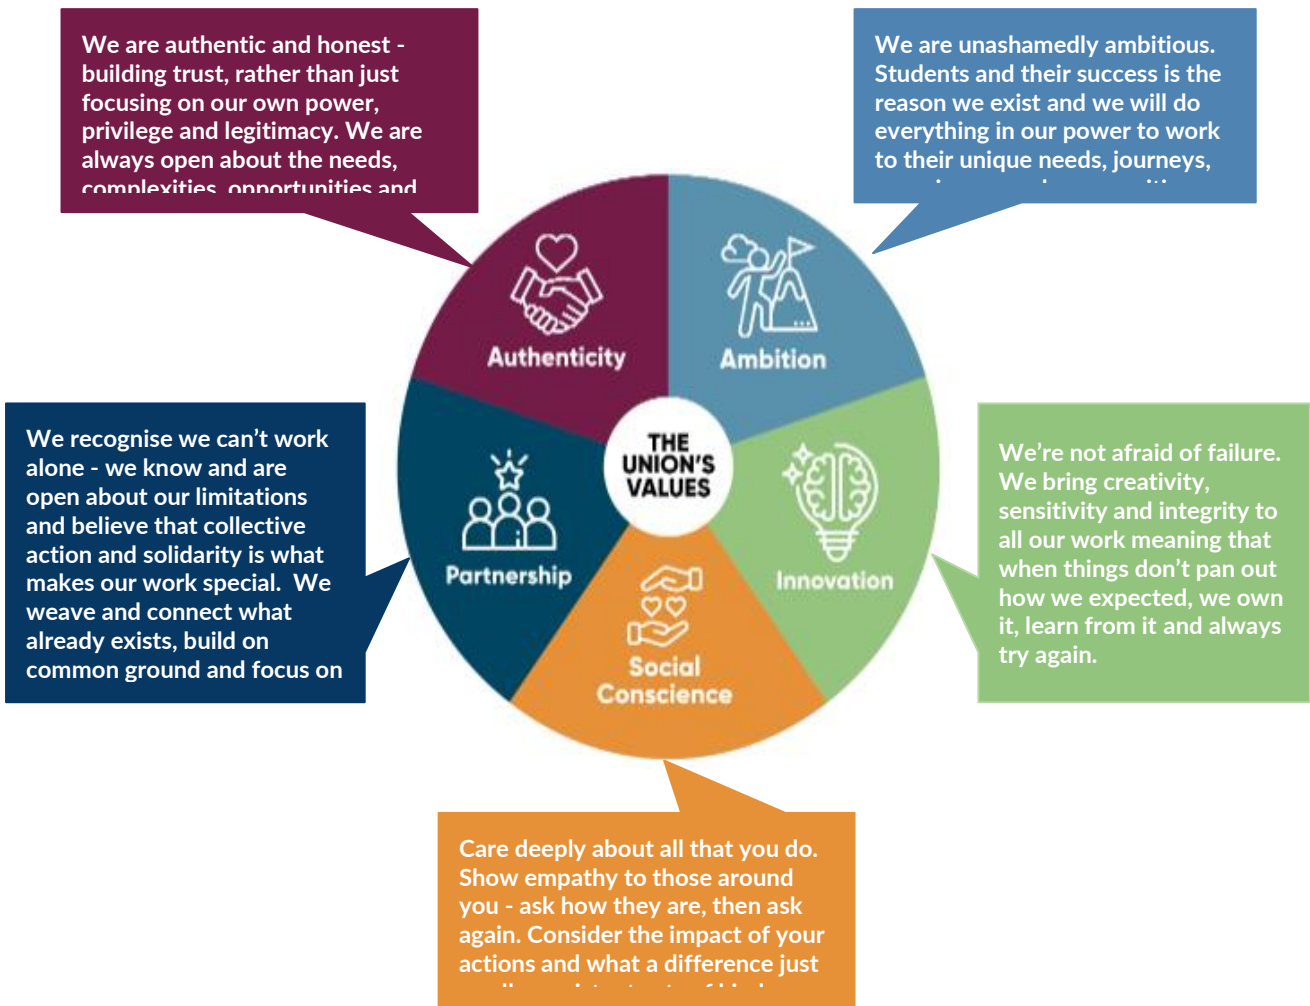 We are authentic and honest -
building trust, rather than just
focusing on our own power,
privilege and legitimacy. We are
always open about the needs,
complexities, opportunities and
We are unashamedly ambitious.
Students and their success is the
reason we exist and we will do
everything in our power to work
to their unique needs, journeys,
Authenticity
Ambition
We recognise we can’t work
alone - we know and are
open about our limitations
and believe that collective
action and solidarity is what
makes our work special.  We
weave and connect what
already exists, build on
common ground and focus on
THE
UNION'S
VALUES
We’re not afraid of failure.
We bring creativity,
sensitivity and integrity to
all our work meaning that
when things don’t pan out
how we expected, we own
it, learn from it and always
try again.
Partnership
Innovation
Social
Conscience
Care deeply about all that you do.
Show empathy to those around
you - ask how they are, then ask
again. Consider the impact of your
actions and what a difference just